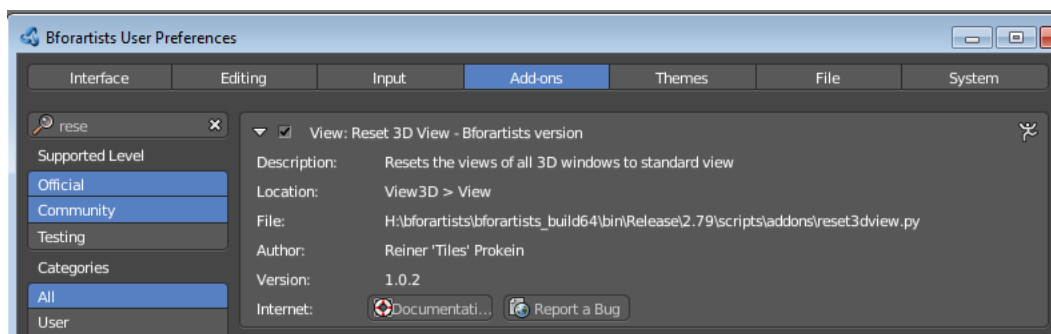 Bforartists User Preferences
Interface Editing Input Add-ons Themes File System
rese
View: Reset 3D View - Bforartists version
Supported Level
Description: Resets the views of all 3D windows to standard view
Official
Location: View3D > View
Community
File: H:\bforartists\bforartists_build64\bin\Release\2.79\scripts\addons\reset3dview.py
Testing
Author: Reiner 'Tiles' Prokein
Categories
Version: 1.0.2
All
Internet: Documentati... Report a Bug
User